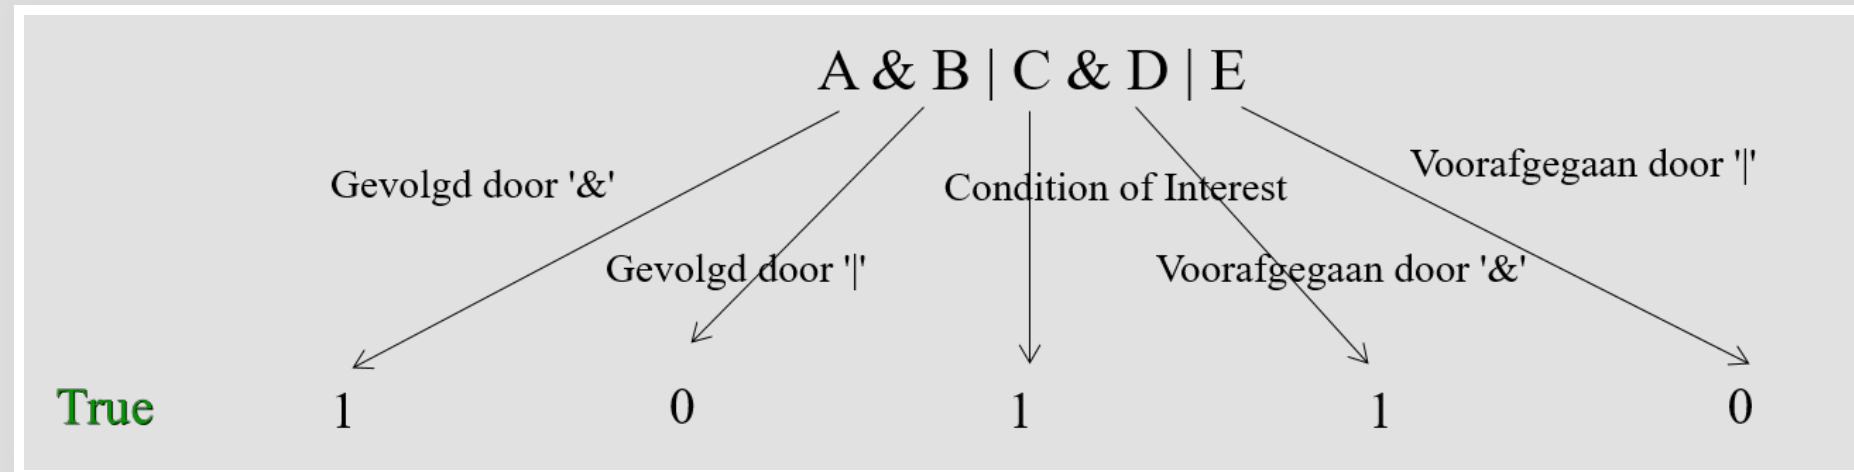 A & B | C & D | E
Voorafgegaan door '|'
Gevolgd door '&'
Condition of Interest
Gevolgd door '|'
Voorafgegaan door '&'
True 1 0 1 1 0